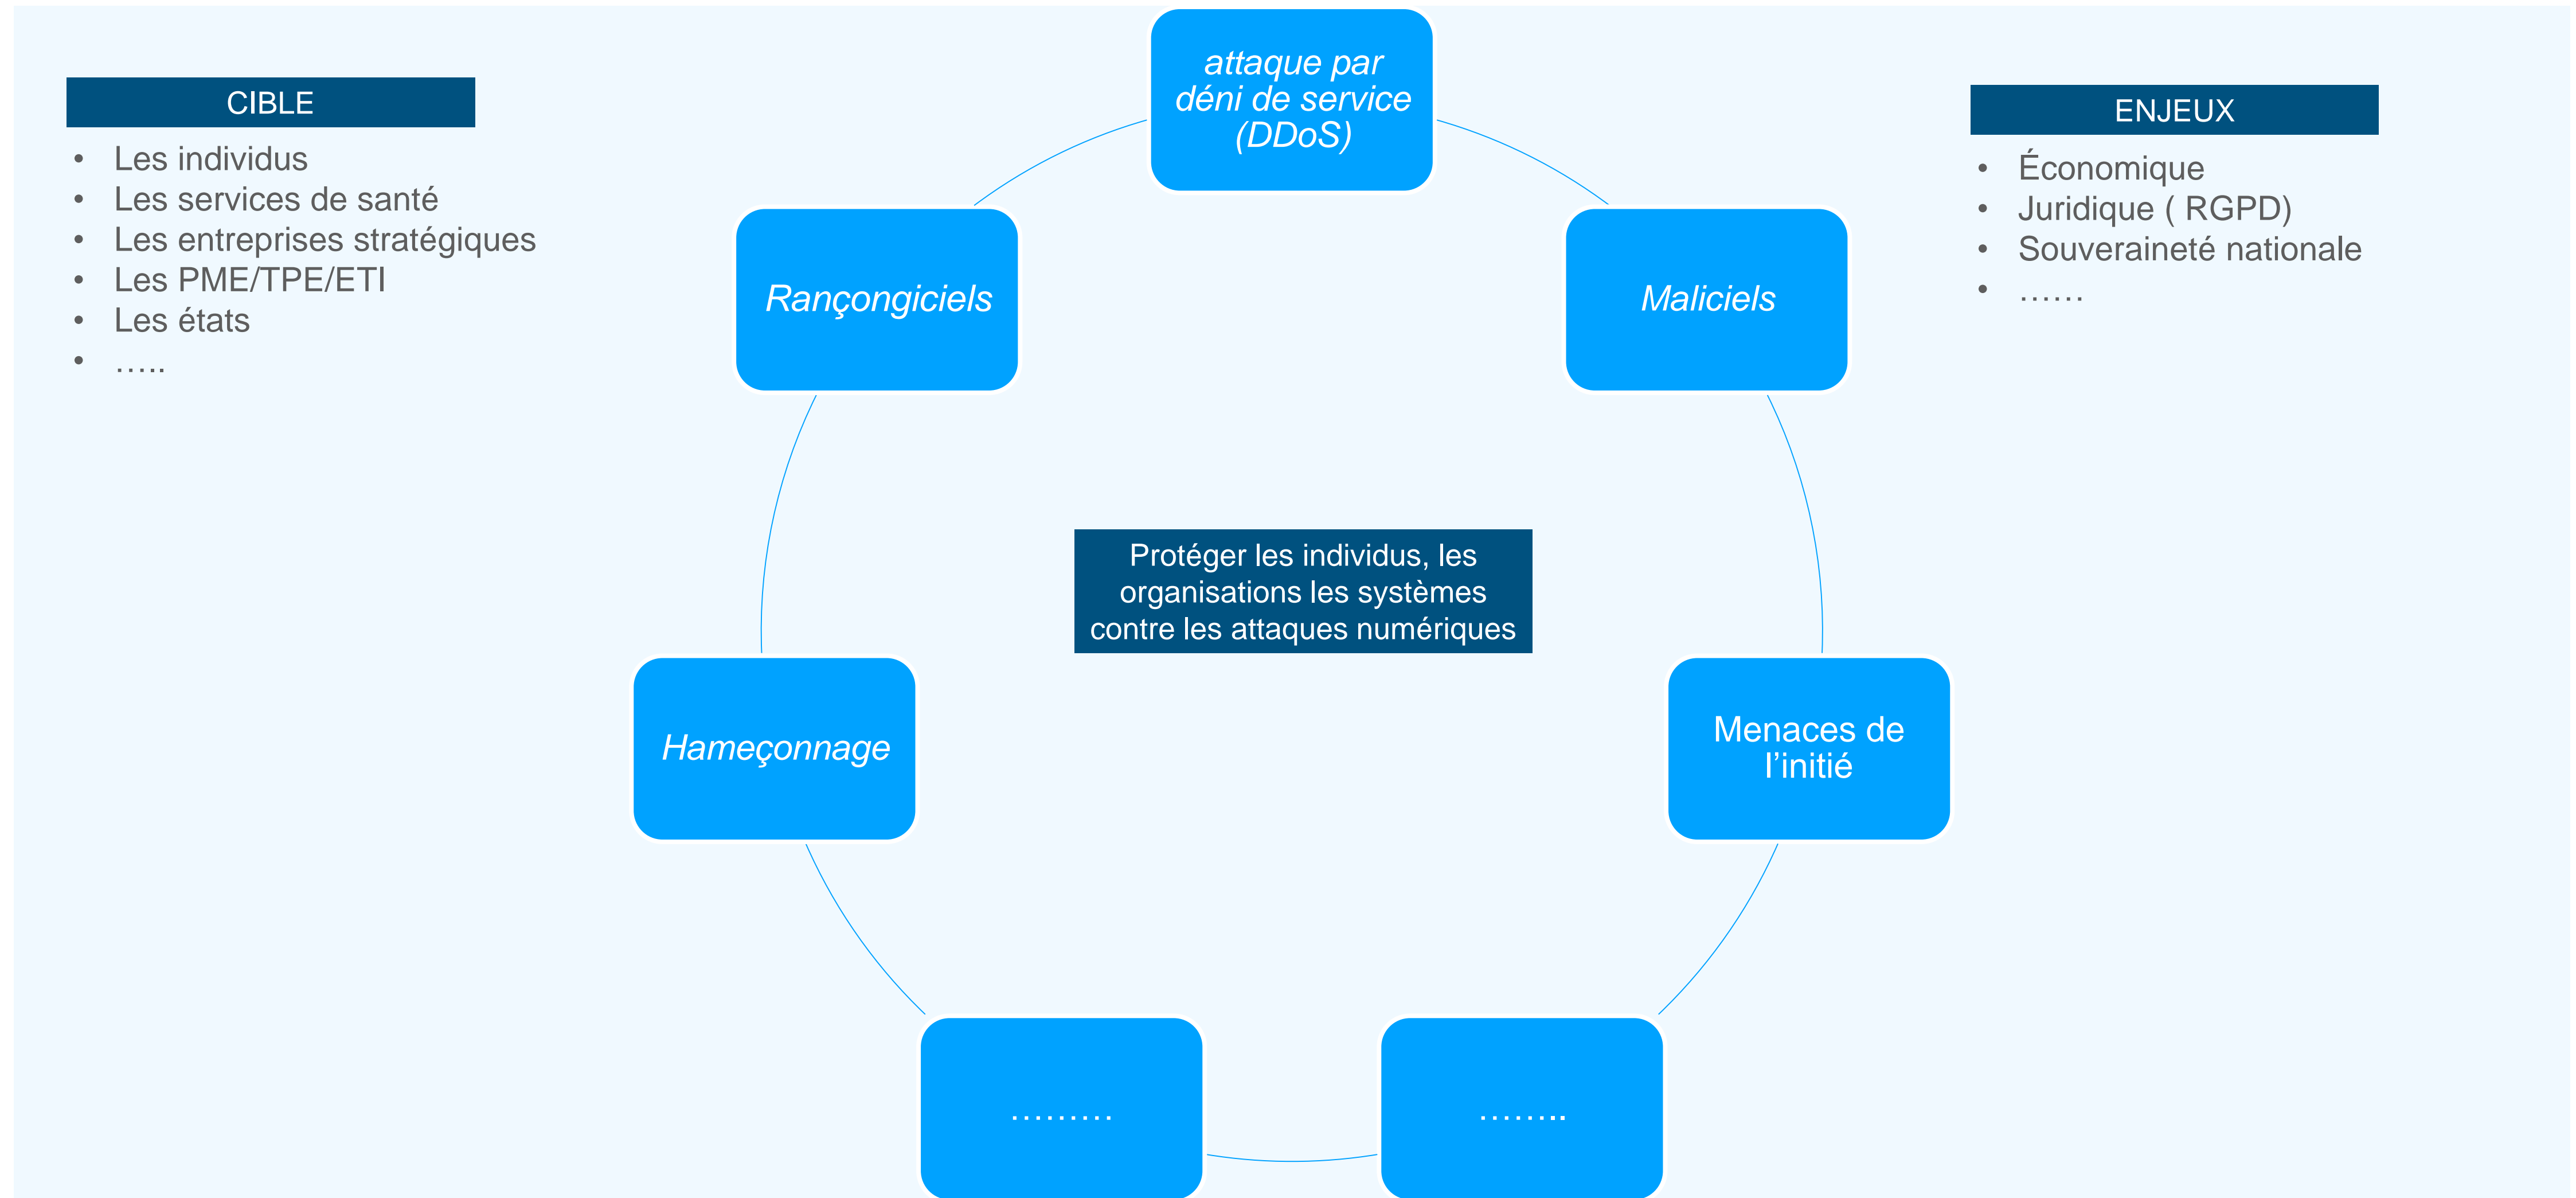 CIBLE
• Les individus
• Les services de santé
• Les entreprises stratégiques
• Les PME/TPE/ETI
• Les états
• …..
attaque par
déni de service
(DDoS)
Rançongiciels
Maliciels
Protéger les individus, les
organisations les systèmes
contre les attaques numériques
Hameçonnage
Menaces de
l’initié
………
……..
ENJEUX
• Économique
• Juridique ( RGPD)
• Souveraineté nationale
• ……